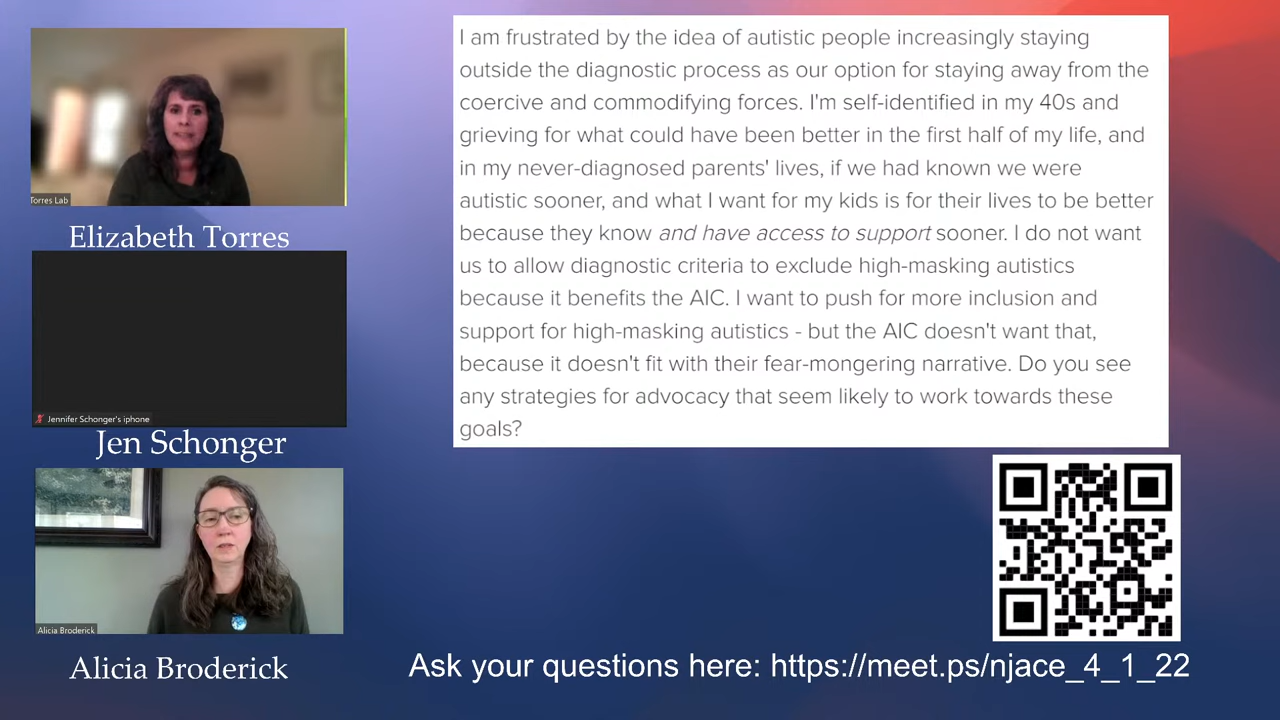 Torres Lab
Elizabeth Torres
Jennifer Schonger's iphone
Jen Schonger
Alicia Broderick
Alicia Broderick
I am frustrated by the idea of autistic people increasingly staying
outside the diagnostic process as our option for staying away from the
coercive and commodifying forces. I'm self-identified in my 40s and
grieving for what could have been better in the first half of my life, and
in my never-diagnosed parents' lives, if we had known we were
autistic sooner, and what I want for my kids is for their lives to be better
because they know and have access to support sooner. I do not want
us to allow diagnostic criteria to exclude high-masking autistics
because it benefits the AIC. I want to push for more inclusion and
support for high-masking autistics - but the AIC doesn't want that,
because it doesn't fit with their fear-mongering narrative. Do you see
any strategies for advocacy that seem likely to work towards these
goals?
Ask your questions here: https://meet.ps/njace_4_1_22